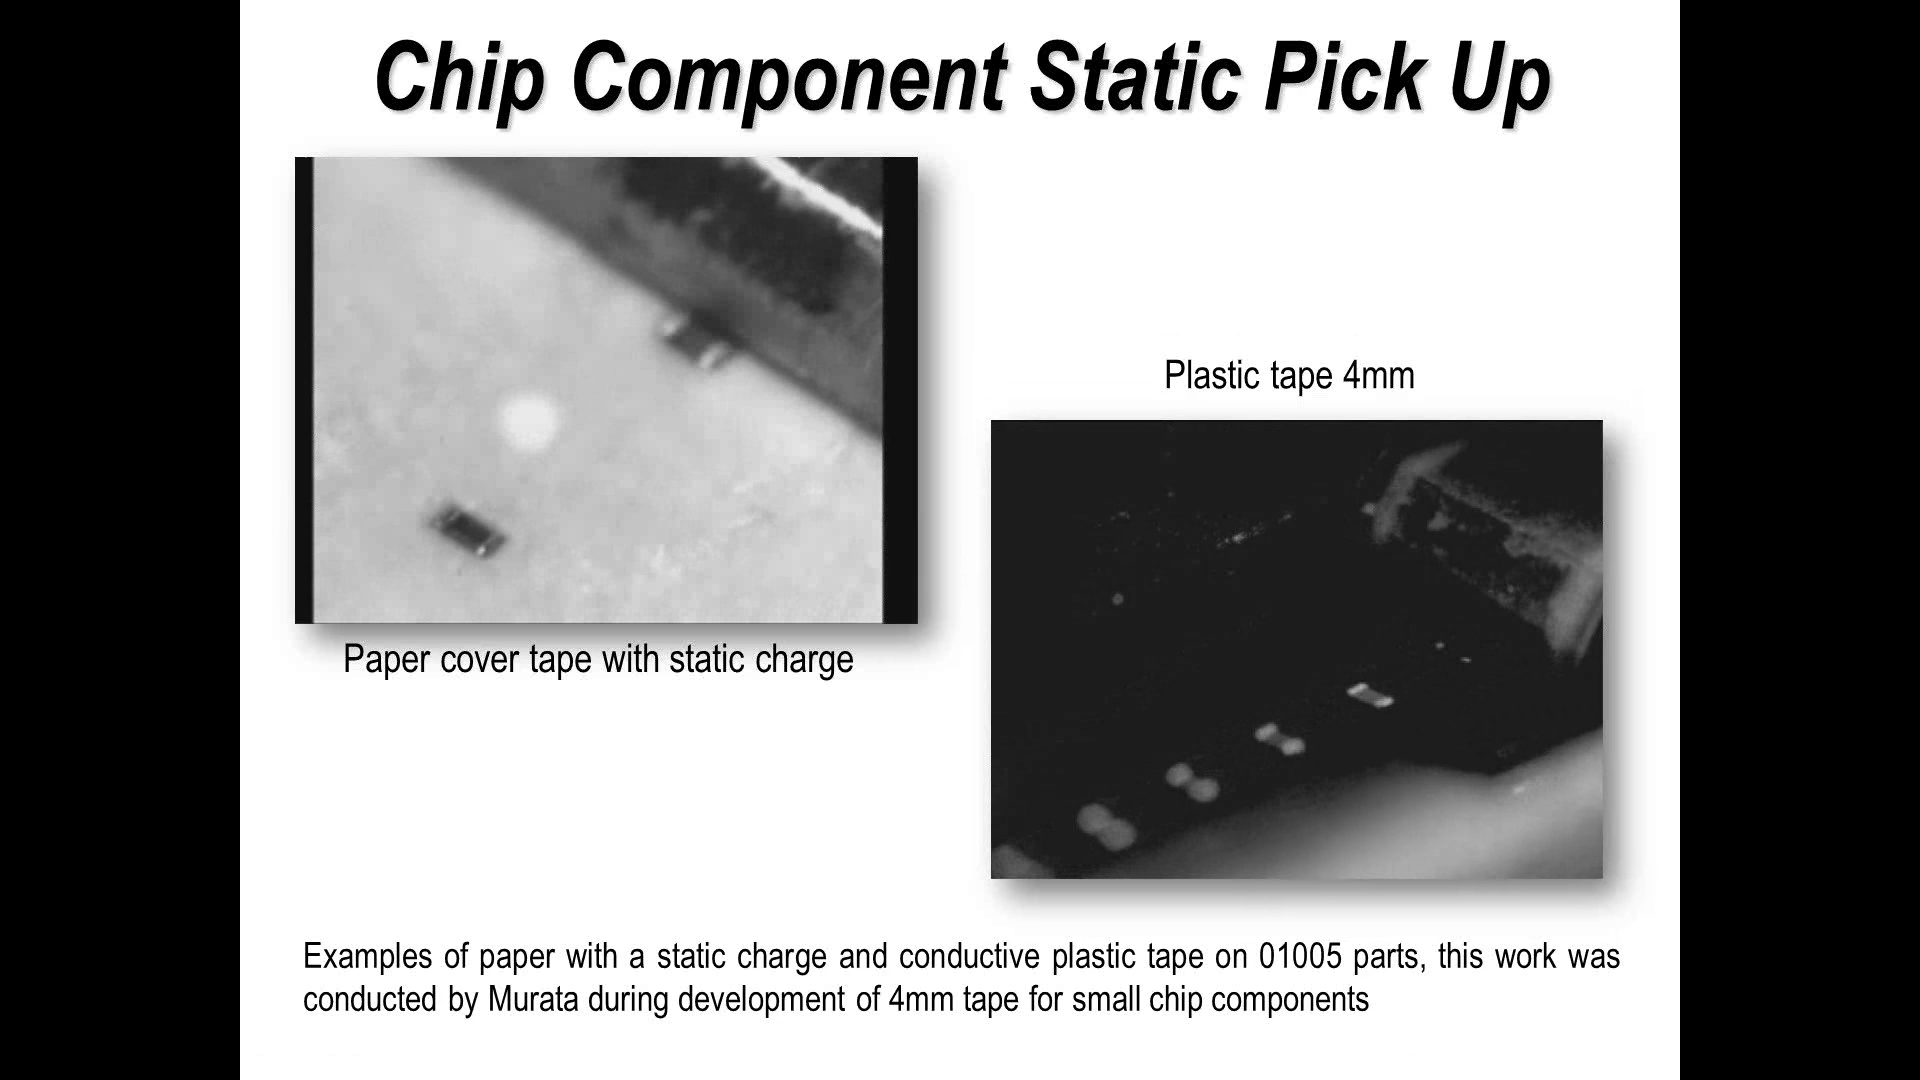 Chip Component Static Pick Up
Plastic tape 4mm
Paper cover tape with static charge
Examples of paper with a static charge and conductive plastic tape on 01005 parts, this work was
conducted by Murata during development of 4mm tape for small chip components